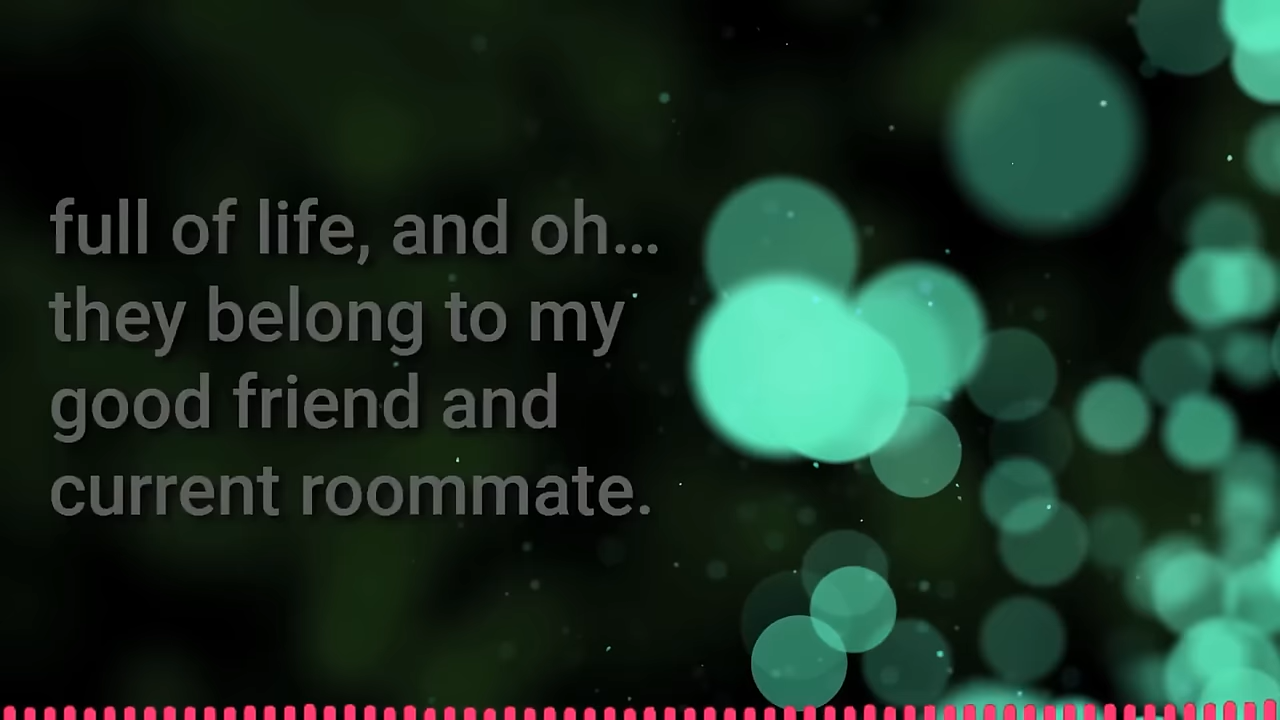 full of life, and oh...
they belong to my
good friend and
current roommate.